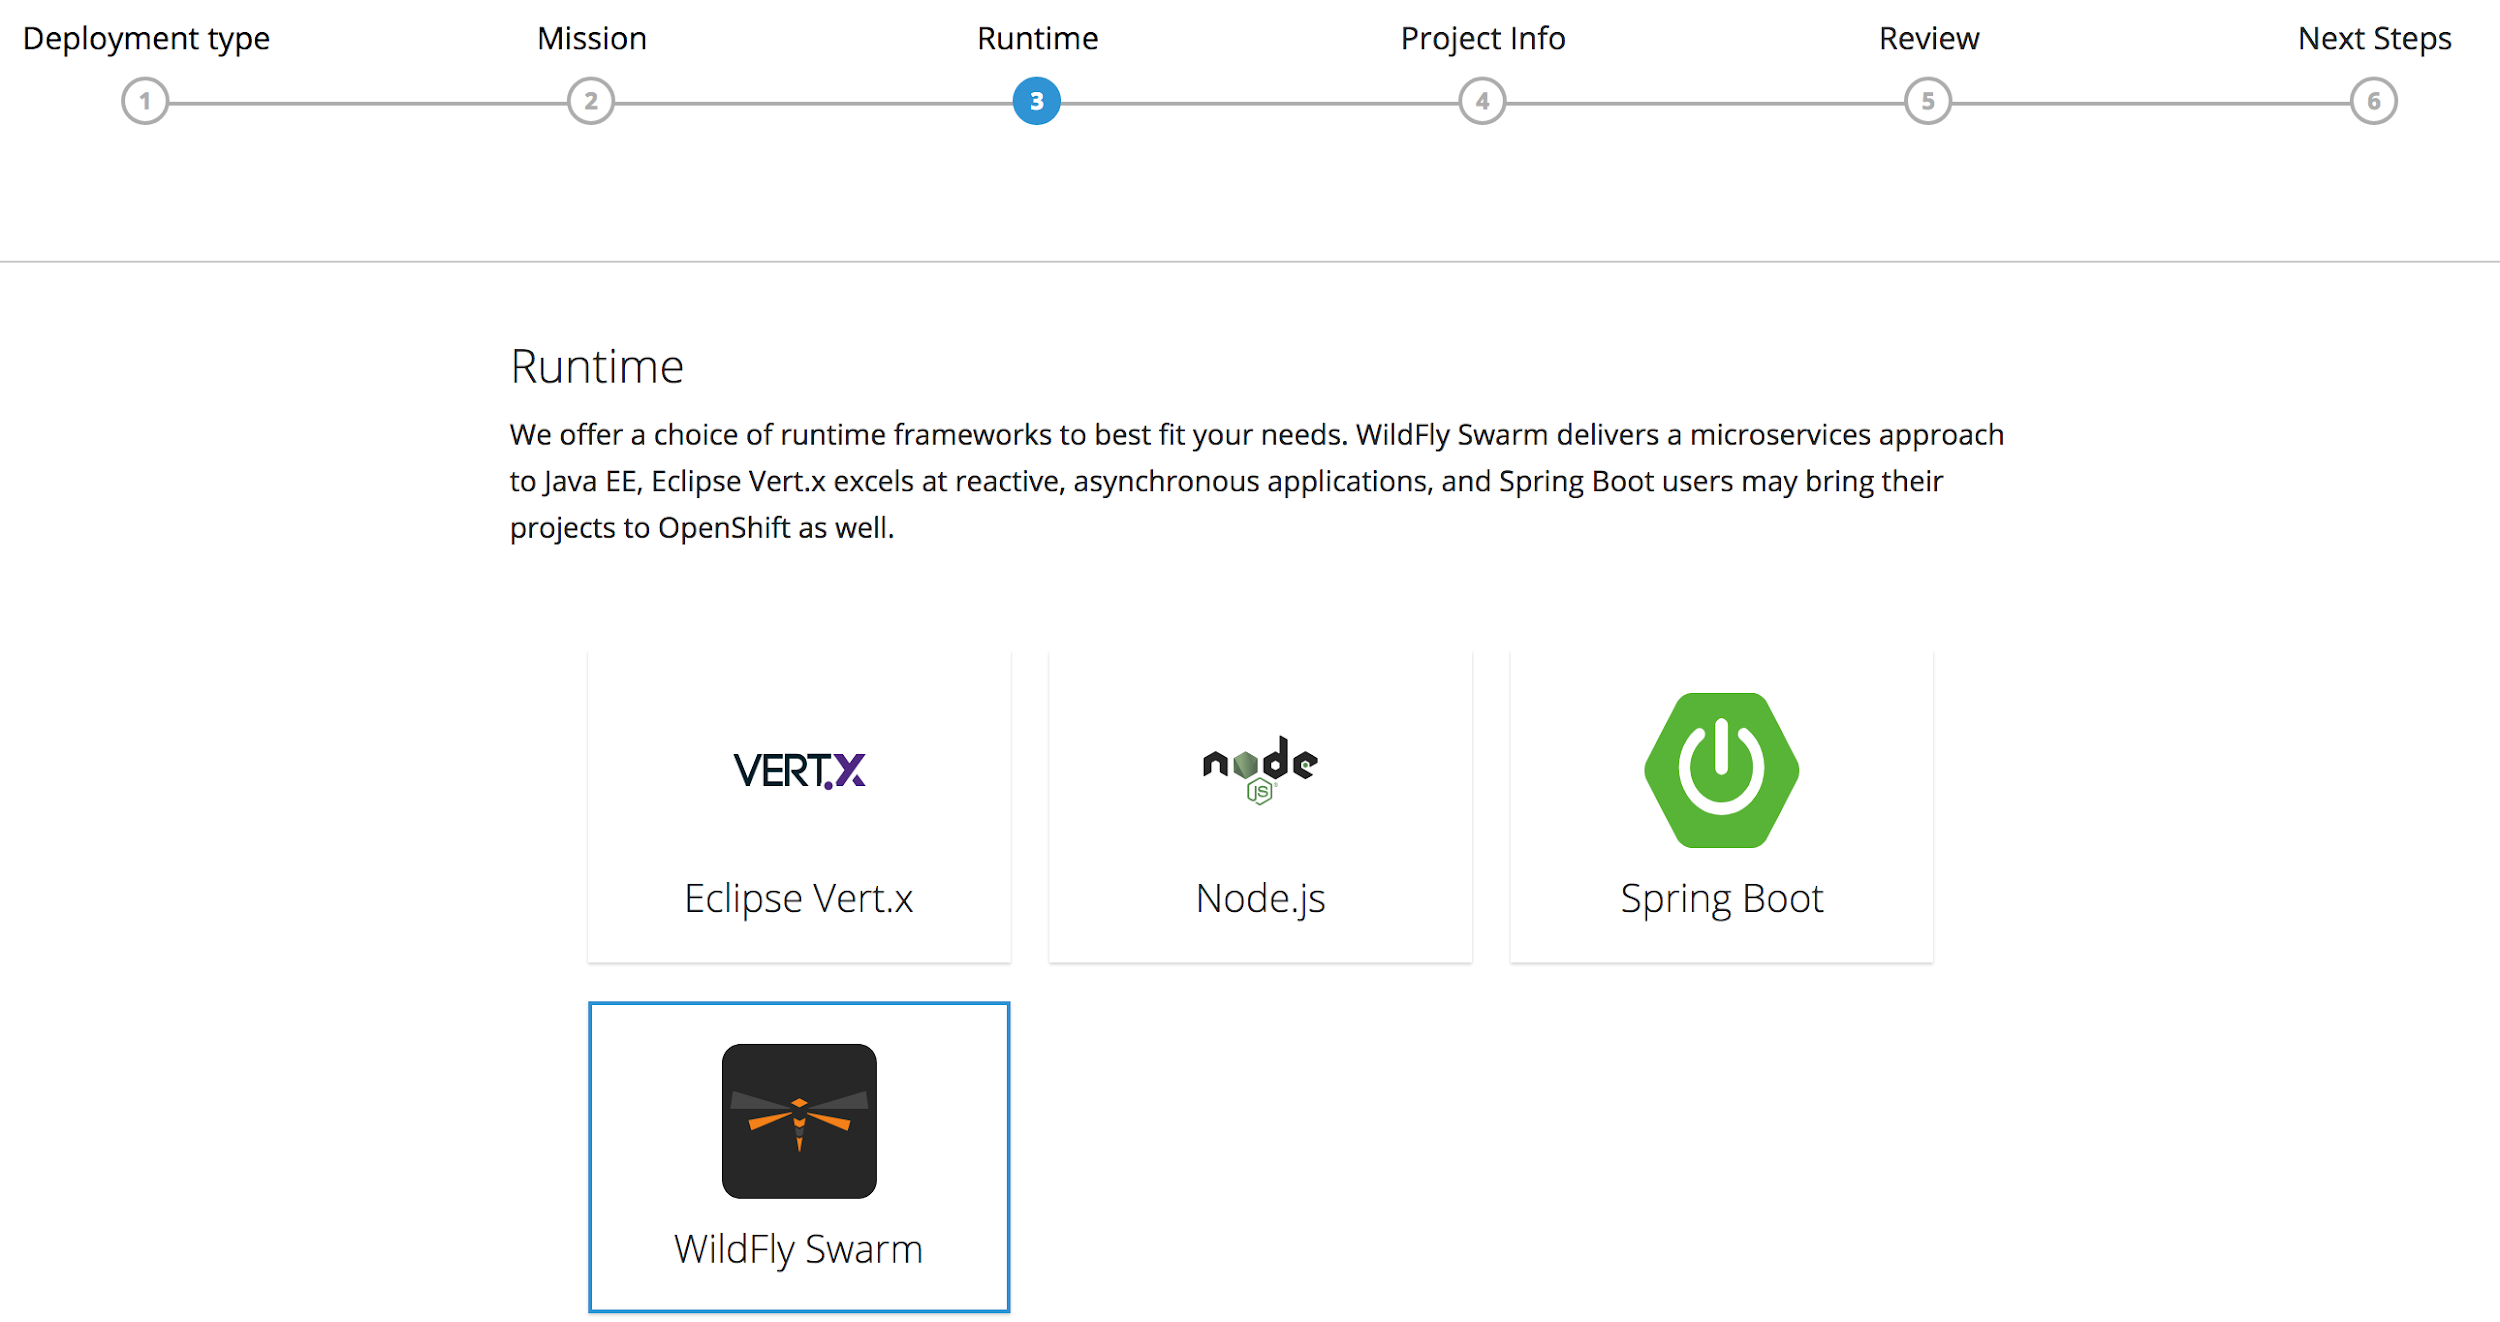 Deployment type Mission Runtime Project Info Review Next Steps
1 2 3 4 5 6
Runtime
We offer a choice of runtime frameworks to best fit your needs. WildFly Swarm delivers a microservices approach
to Java EE, Eclipse Vert.x excels at reactive, asynchronous applications, and Spring Boot users may bring their
projects to OpenShift as well.
VERT.X node
JS
Eclipse Vert.x Node.js Spring Boot
WildFly Swarm